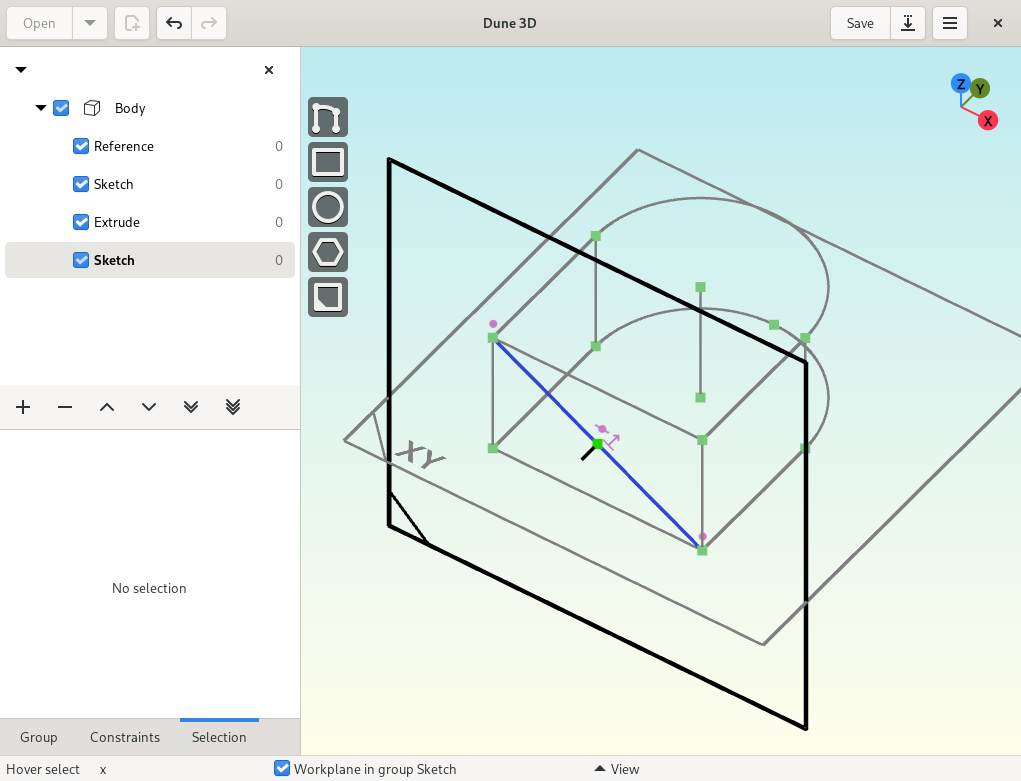 Open
Dune 3D
Save
Body
Reference 0
Sketch 0
Extrude 0
Sketch 0
Z
Y
X
XY
No selection
Group Constraints Selection
Hover select x Workplane in group Sketch View